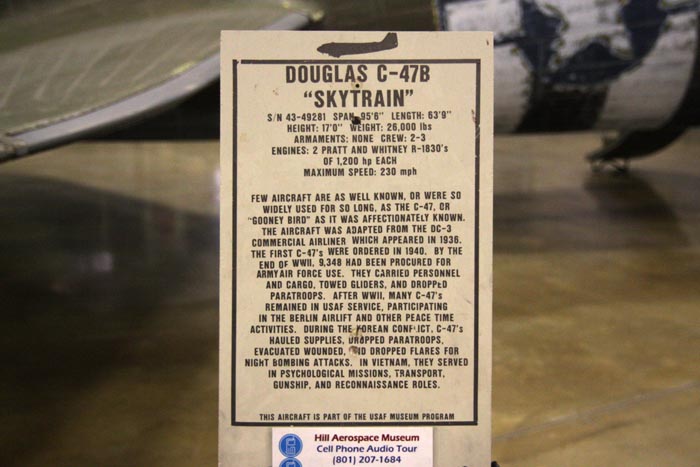 DOUGLAS C-47B
"SKYTRAIN"
S/N 43-49281 SPAN 95'6" LENGTH: 63'9"
HEIGHT: 17'0" WEIGHT: 26,000 lbs
ARMAMENTS: NONE CREW: 2-3
ENGINES: 2 PRATT AND WHITNEY R-1830's
OF 1,200 hp EACH
MAXIMUM SPEED: 230 mph
FEW AIRCRAFT ARE AS WELL KNOWN, OR WERE SO
WIDELY USED FOR SO LONG, AS THE C-47, OR
"GOONEY BIRD" AS IT WAS AFFECTIONATELY KNOWN.
THE AIRCRAFT WAS ADAPTED FROM THE DC-3
COMMERCIAL AIRLINER WHICH APPEARED IN 1936.
THE FIRST C-47's WERE ORDERED IN 1940. BY THE
END OF WWII, 9,348 HAD BEEN PROCURED FOR
ARMY AIR FORCE USE. THEY CARRIED PERSONNEL
AND CARGO, TOWED GLIDERS, AND DROPPED
PARATROOPS. AFTER WWII, MANY C-47's
REMAINED IN USAF SERVICE, PARTICIPATING
IN THE BERLIN AIRLIFT AND OTHER PEACE TIME
ACTIVITIES. DURING THE KOREAN CONFLICT, C-47's
HAULED SUPPLIES, DROPPED PARATROOPS,
EVACUATED WOUNDED, AND DROPPED FLARES FOR
NIGHT BOMBING ATTACKS. IN VIETNAM, THEY SERVED
IN PSYCHOLOGICAL MISSIONS, TRANSPORT,
GUNSHIP, AND RECONNAISSANCE ROLES.
THIS AIRCRAFT IS PART OF THE USAF MUSEUM PROGRAM
Hill Aerospace Museum
Cell Phone Audio Tour
(801) 207-1684